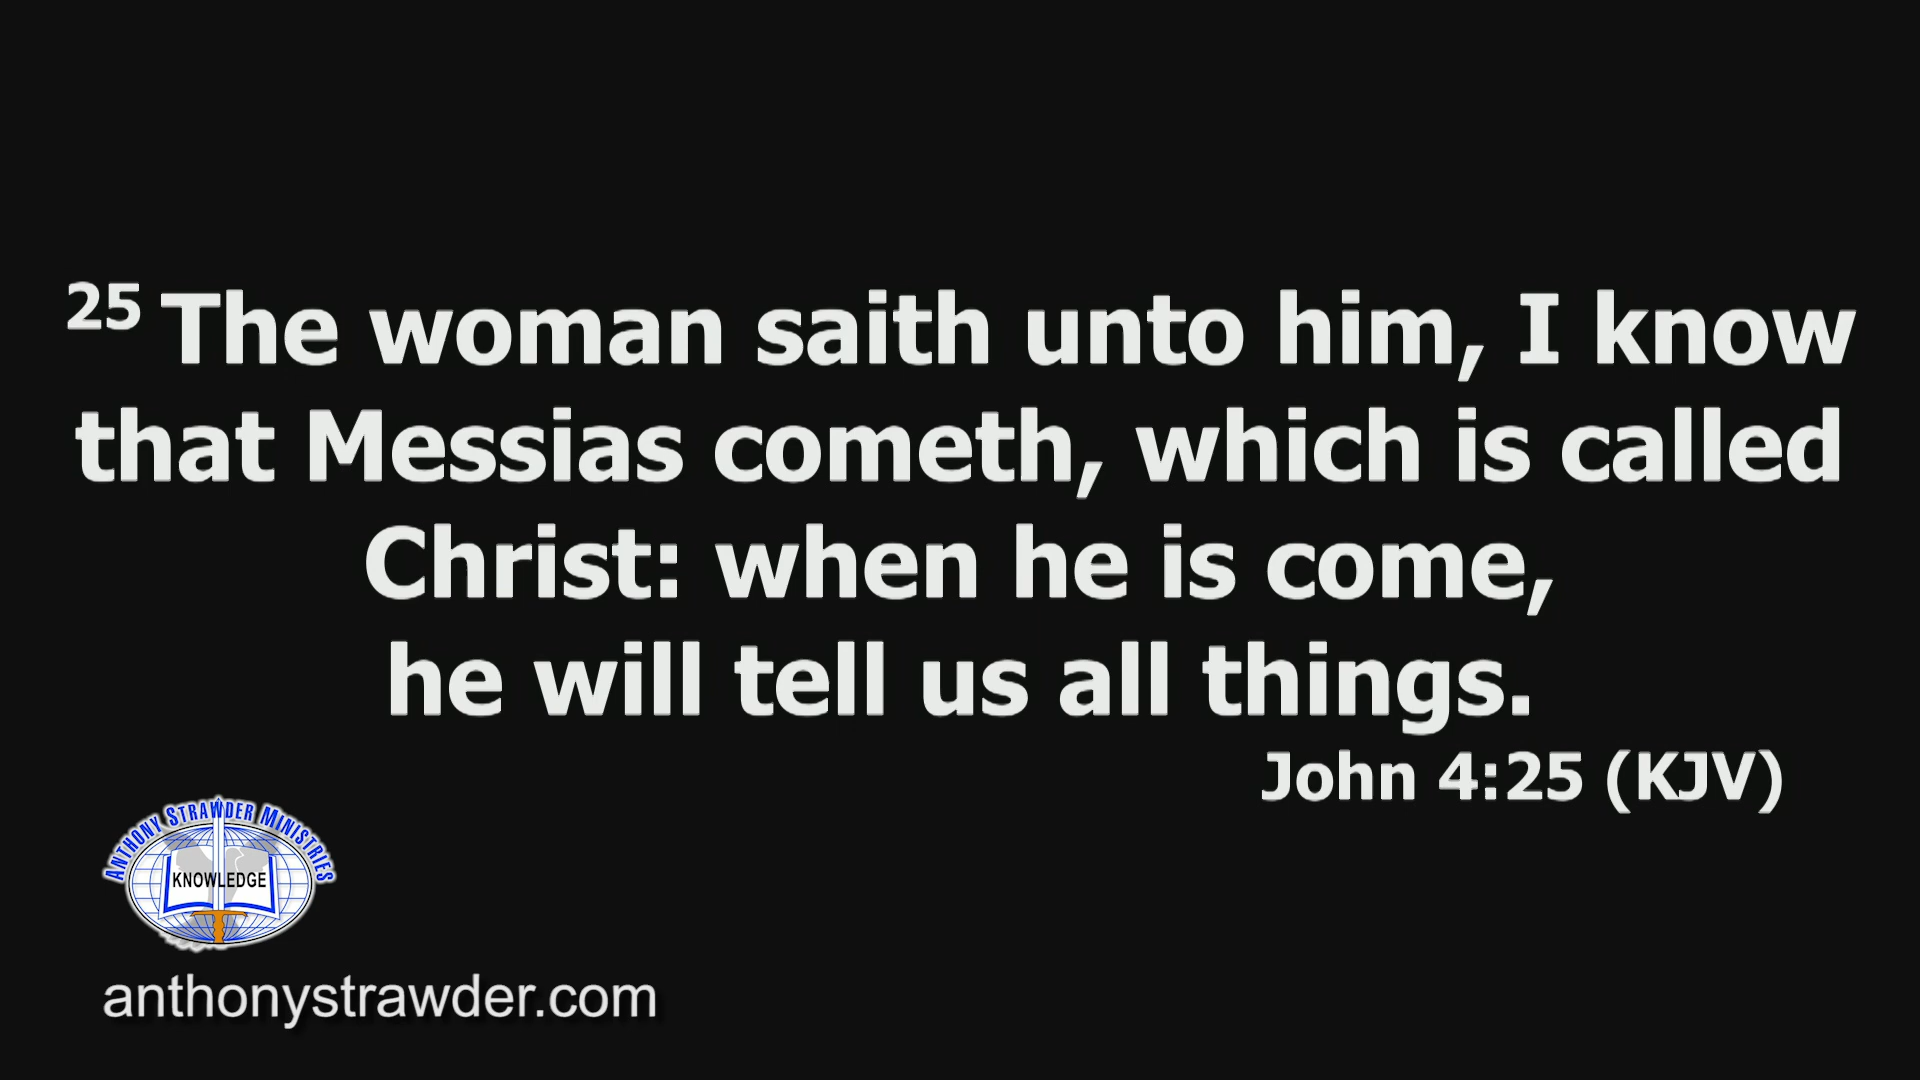 25 The woman saith unto him, I know
that Messias cometh, which is called
Christ: when he is come,
he will tell us all things.
John 4:25 (KJV)
ANTHONY STRAWDER MINISTRIES
KNOWLEDGE
anthonystrawder.com